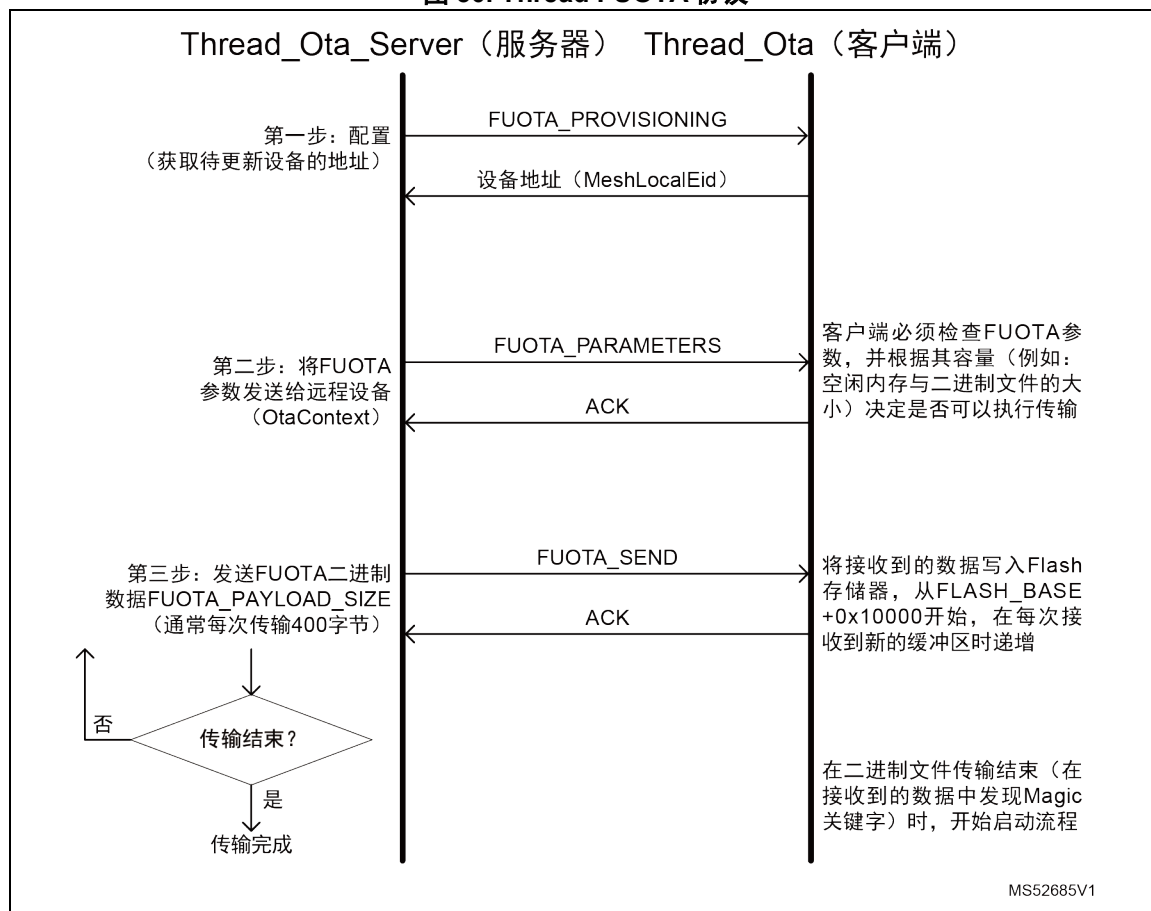 Thread_Ota_Server（服务器） Thread_Ota（客户端）
FUOTA_PROVISIONING
第一步：配置
（获取待更新设备的地址）
设备地址（MeshLocalEid）
第二步：将FUOTA
参数发送给远程设备
（OtaContext）
FUOTA_PARAMETERS
ACK
客户端必须检查FUOTA参
数，并根据其容量（例如：
空闲内存与二进制文件的大
小）决定是否可以执行传输
第三步：发送FUOTA二进制
数据FUOTA_PAYLOAD_SIZE
（通常每次传输400字节）
FUOTA_SEND
ACK
将接收到的数据写入Flash
存储器，从FLASH_BASE
+0x10000开始，在每次接
收到新的缓冲区时递增
否
传输结束？
是
传输完成
在二进制文件传输结束（在
接收到的数据中发现Magic
关键字）时，开始启动流程
MS52685V1